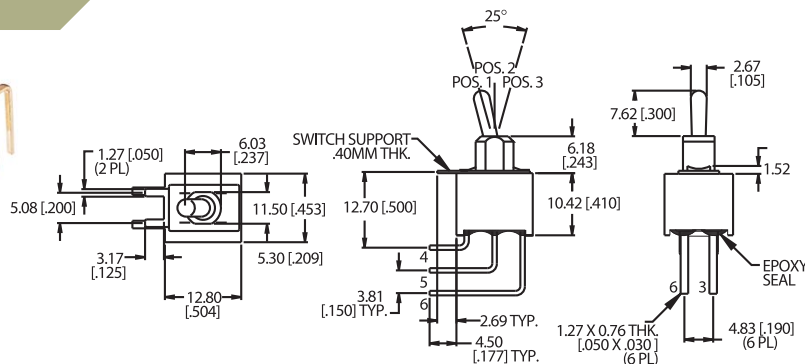 25°
POS. 2
POS. 1
POS. 3
2.67
[.105]
7.62 [.300]
1.27 [.050]
(2 PL)
6.03
[.237]
SWITCH SUPPORT
.40MM THK.
6.18
[.243]
1.52
5.08 [.200]
11.50 [.453]
12.70 [.500]
10.42 [.410]
3.17
[.125]
5.30 [.209]
4
5
6
EPOXY
SEAL
12.80
[.504]
3.81
[.150] TYP.
2.69 TYP.
4.50
[.177] TYP.
6
3
1.27 X 0.76 THK.
[.050 X .030 ]
(6 PL)
4.83 [.190]
(6 PL)